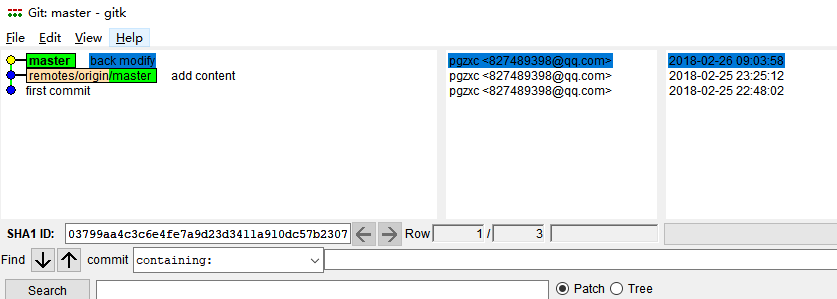 Git: master - gitk
File Edit View Help
master back modify pgzxc <827489398@qq.com> 2018-02-26 09:03:58
remotes/origin/master add content pgzxc <827489398@qq.com> 2018-02-25 23:25:12
first commit pgzxc <827489398@qq.com> 2018-02-25 22:48:02
SHA1 ID: 03799aa4c3c6e4fe7a9d23d3411a910dc57b2307 Row 1 / 3
Find commit containing:
Search Patch Tree